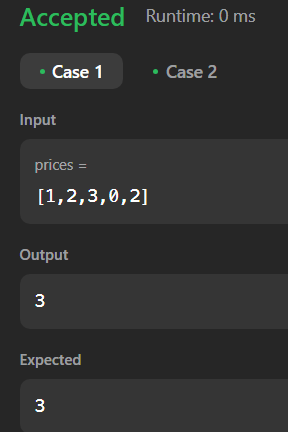 Accepted Runtime: 0 ms
• Case 1 • Case 2
Input
prices =
[1,2,3,0,2]
Output
3
Expected
3